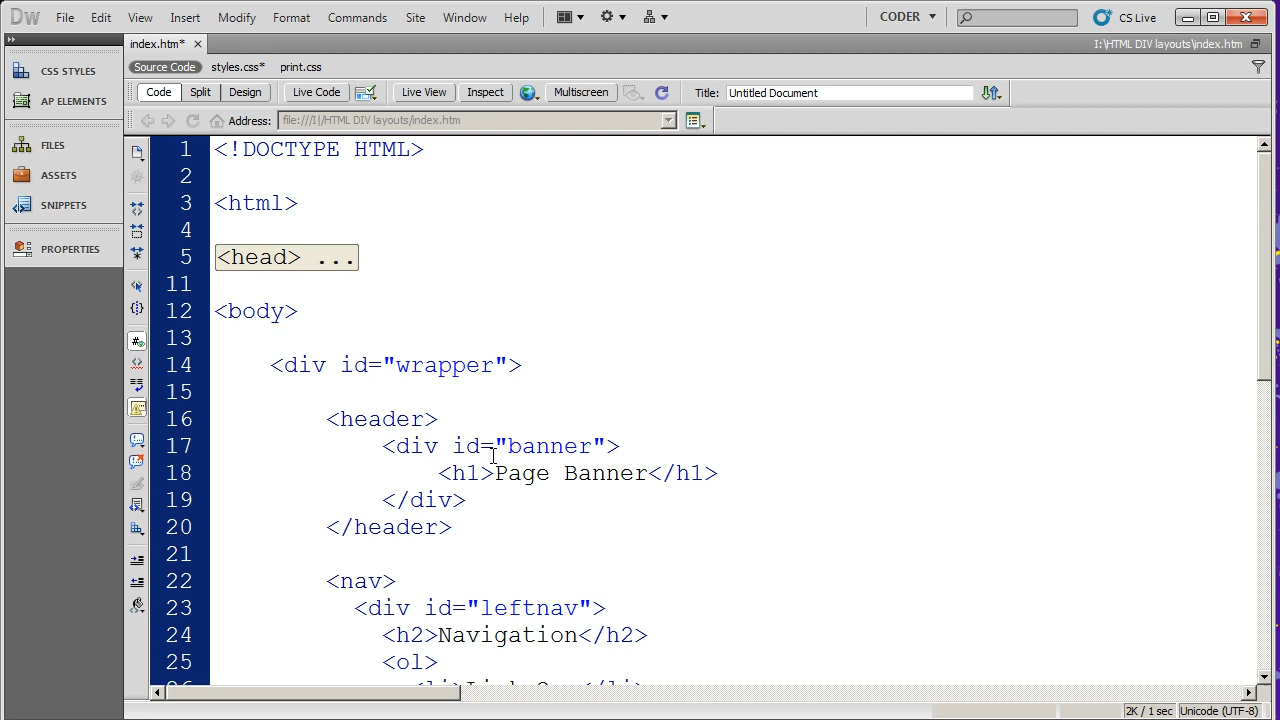 Dw File Edit View Insert Modify Format Commands Site Window Help CODER CS Live
index.htm* I:\HTML DIV layouts\index.htm
Source Code styles.css* print.css
Code Split Design Live Code Live View Inspect Multiscreen Title: Untitled Document
Address: file:///I|/HTML DIV layouts/index.htm
CSS STYLES
AP ELEMENTS
FILES
ASSETS
SNIPPETS
PROPERTIES
1 <!DOCTYPE HTML>
2
3 <html>
4
5 <head> ...
11
12 <body>
13
14 <div id="wrapper">
15
16 <header>
17 <div id="banner">
18 <h1>Page Banner</h1>
19 </div>
20 </header>
21
22 <nav>
23 <div id="leftnav">
24 <h2>Navigation</h2>
25 <ol>
2K / 1 sec Unicode (UTF-8)